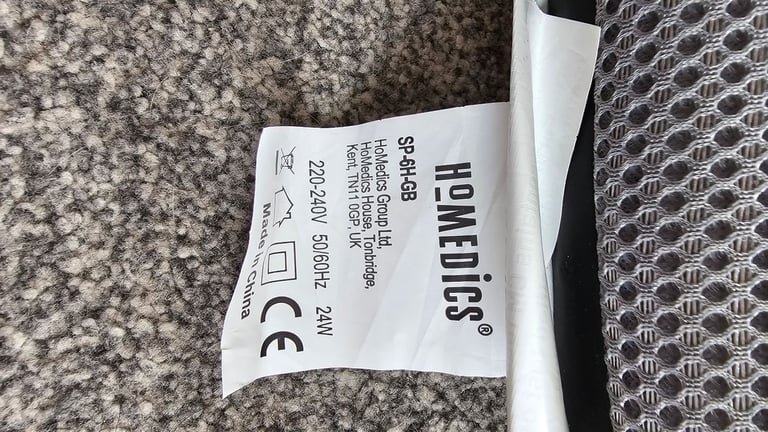 HOMEDICS®
SP-6H-GB
HoMedics Group Ltd,
HoMedics House, Tonbridge,
Kent, TN11 0GP, UK
220-240V 50/60Hz 24W
CE
Made in China